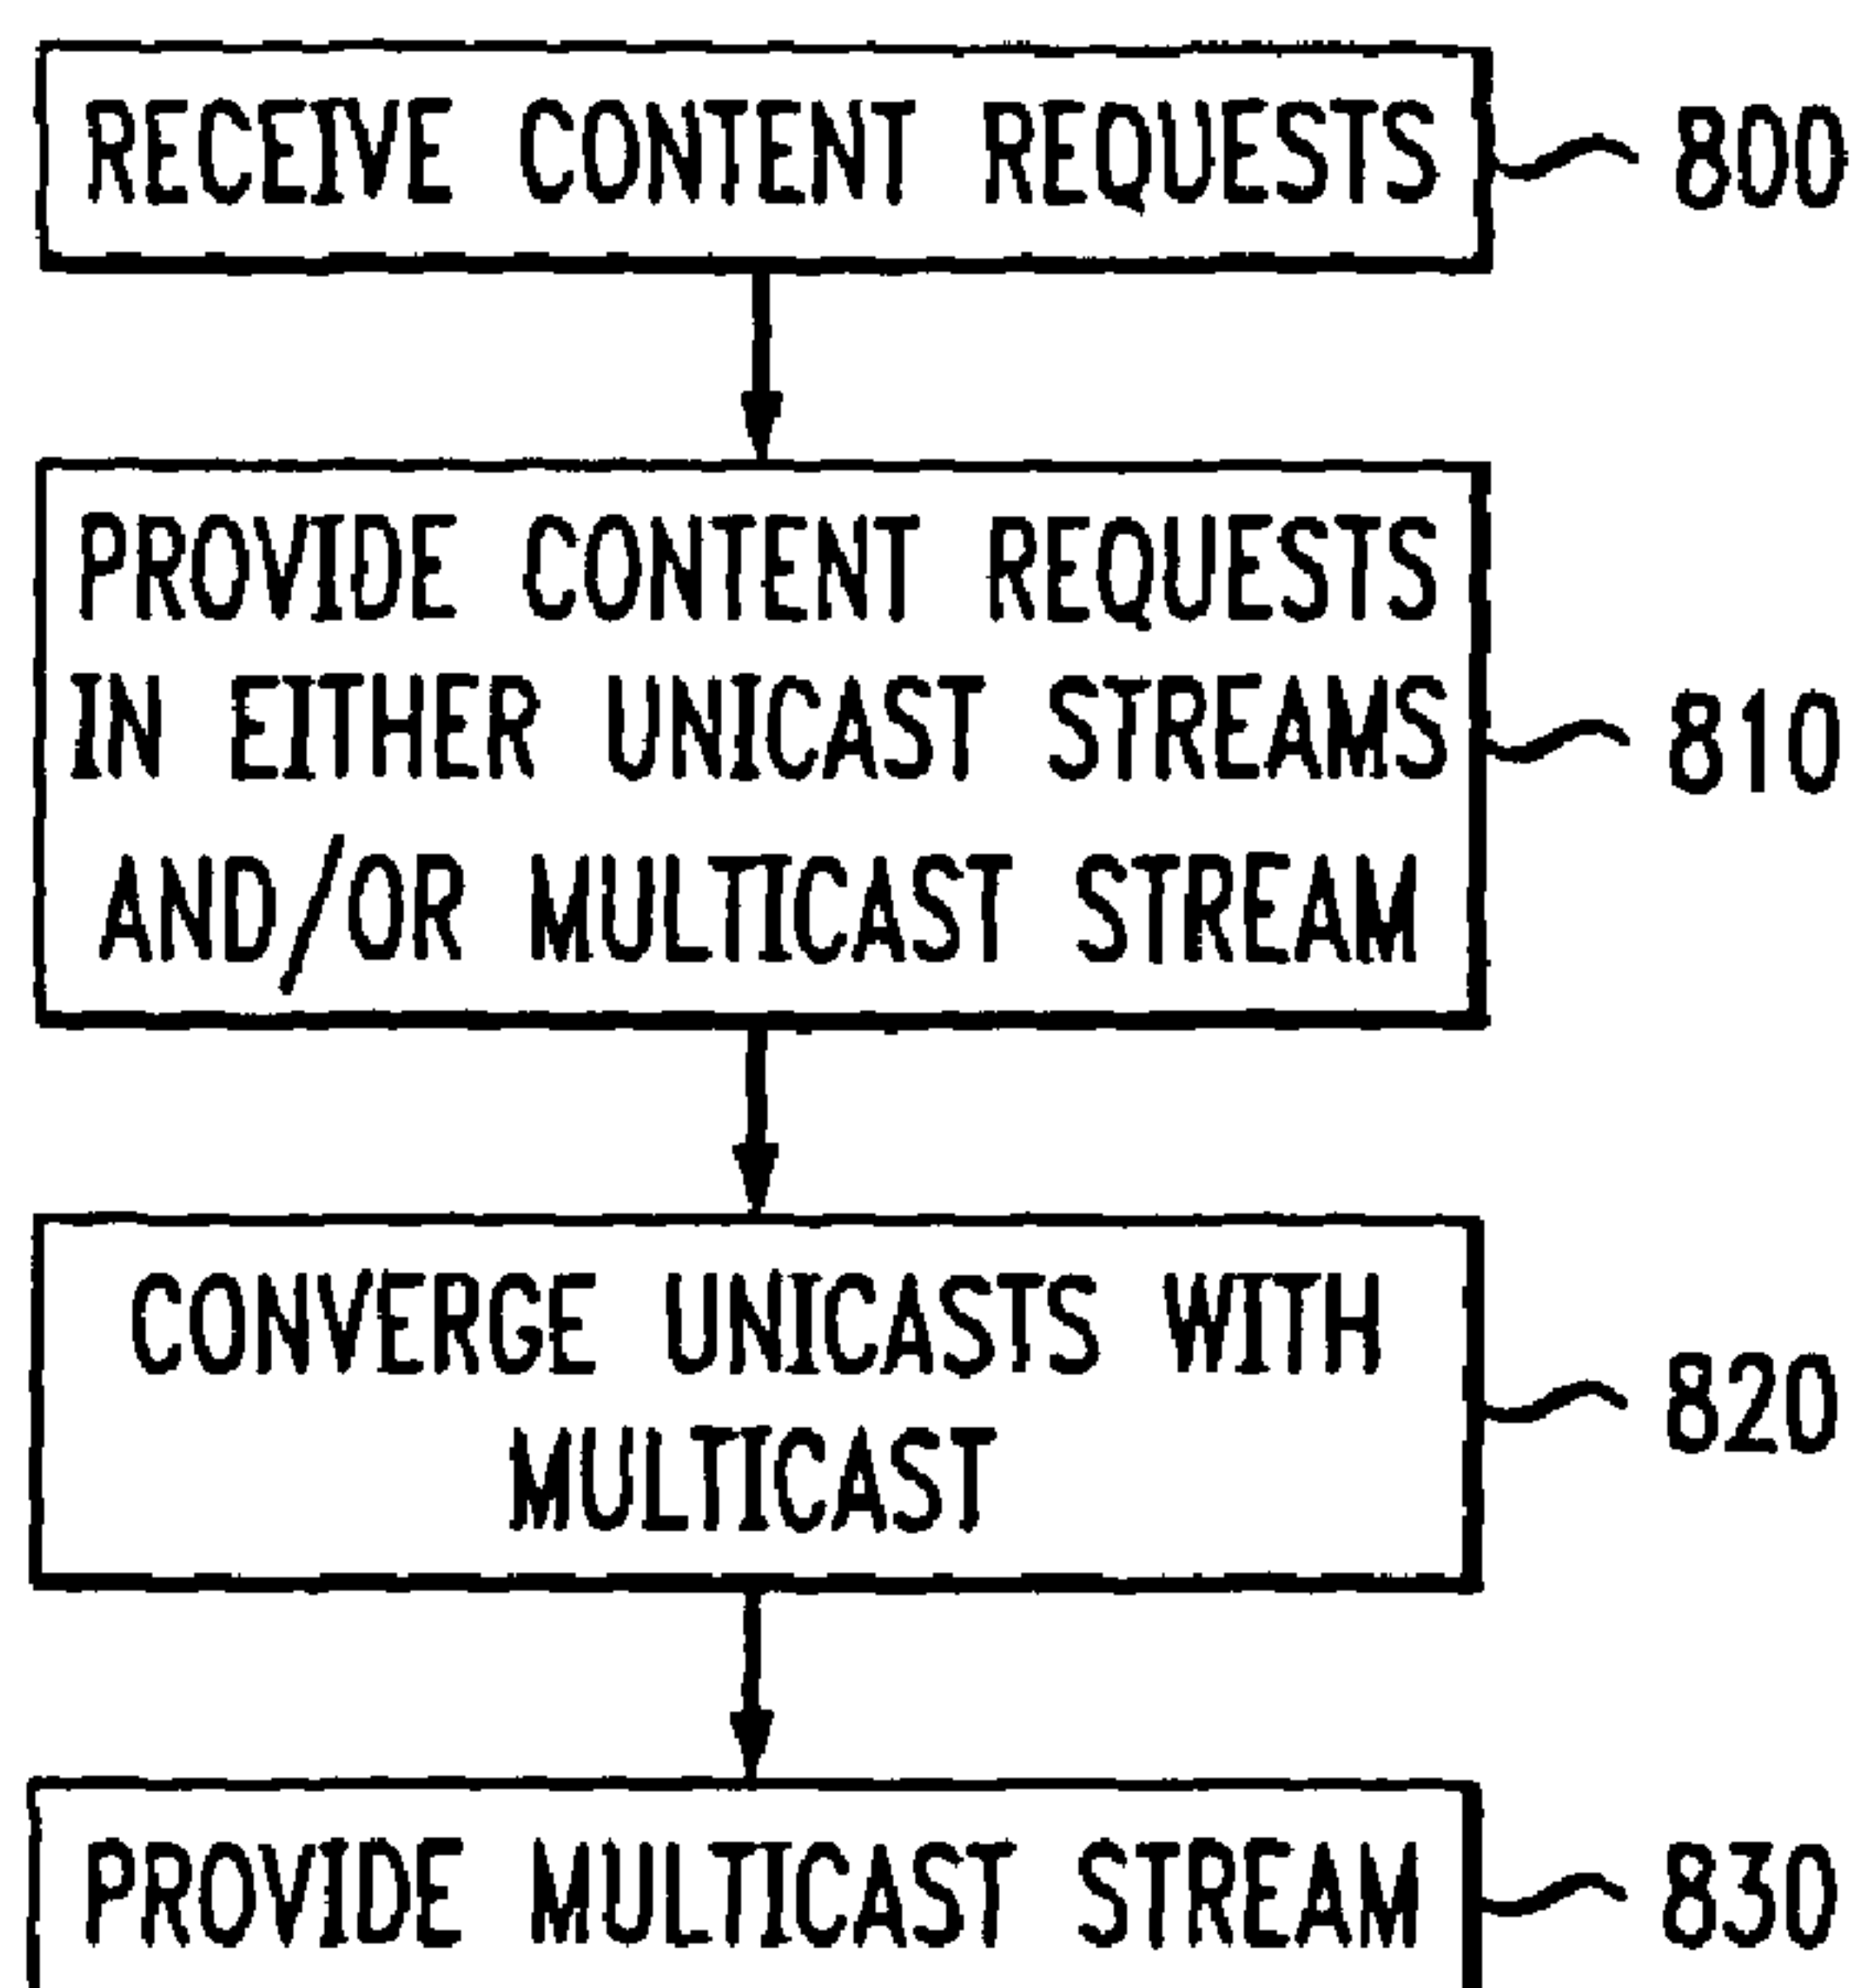 RECEIVE CONTENT REQUESTS
800
PROVIDE CONTENT REQUESTS
IN EITHER UNICAST STREAMS
AND/OR MULTICAST STREAM
810
CONVERGE UNICASTS WITH
MULTICAST
820
PROVIDE MULTICAST STREAM
830